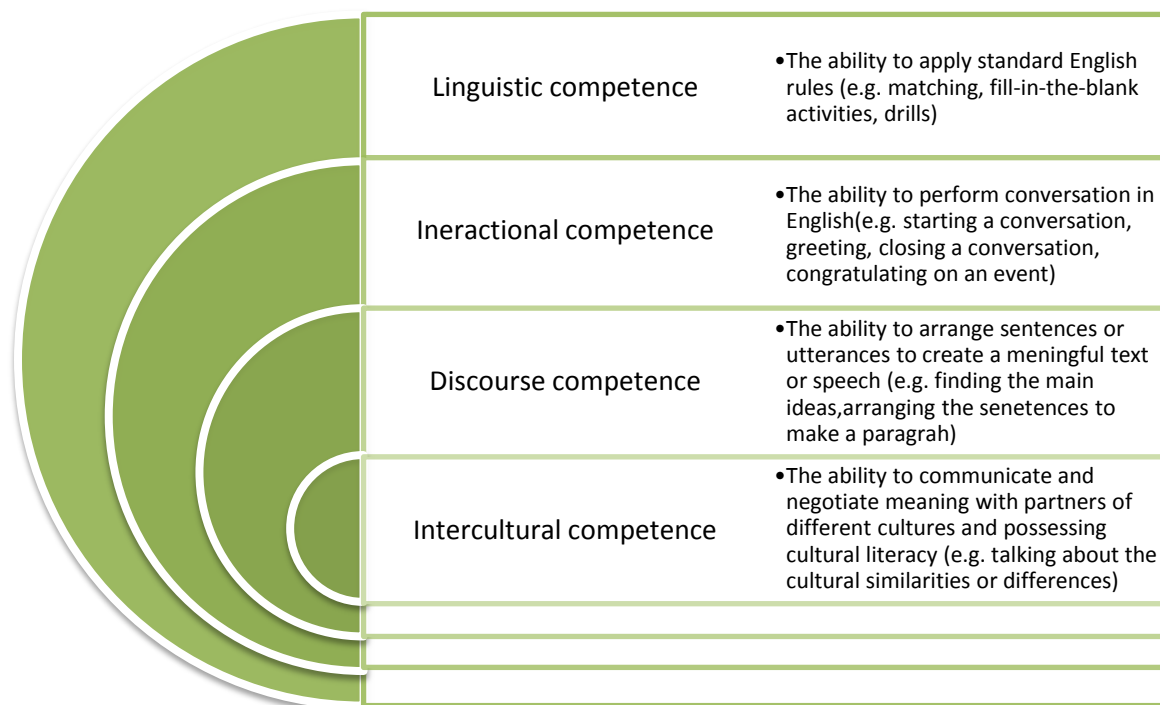 Linguistic competence
•The ability to apply standard English
rules (e.g. matching, fill-in-the-blank
activities, drills)
Ineractional competence
•The ability to perform conversation in
English(e.g. starting a conversation,
greeting, closing a conversation,
congratulating on an event)
Discourse competence
•The ability to arrange sentences or
utterances to create a meaningful text
or speech (e.g. finding the main
ideas,arranging the senetences to
make a paragrah)
Intercultural competence
•The ability to communicate and
negotiate meaning with partners of
different cultures and possessing
cultural literacy (e.g. talking about the
cultural similarities or differences)